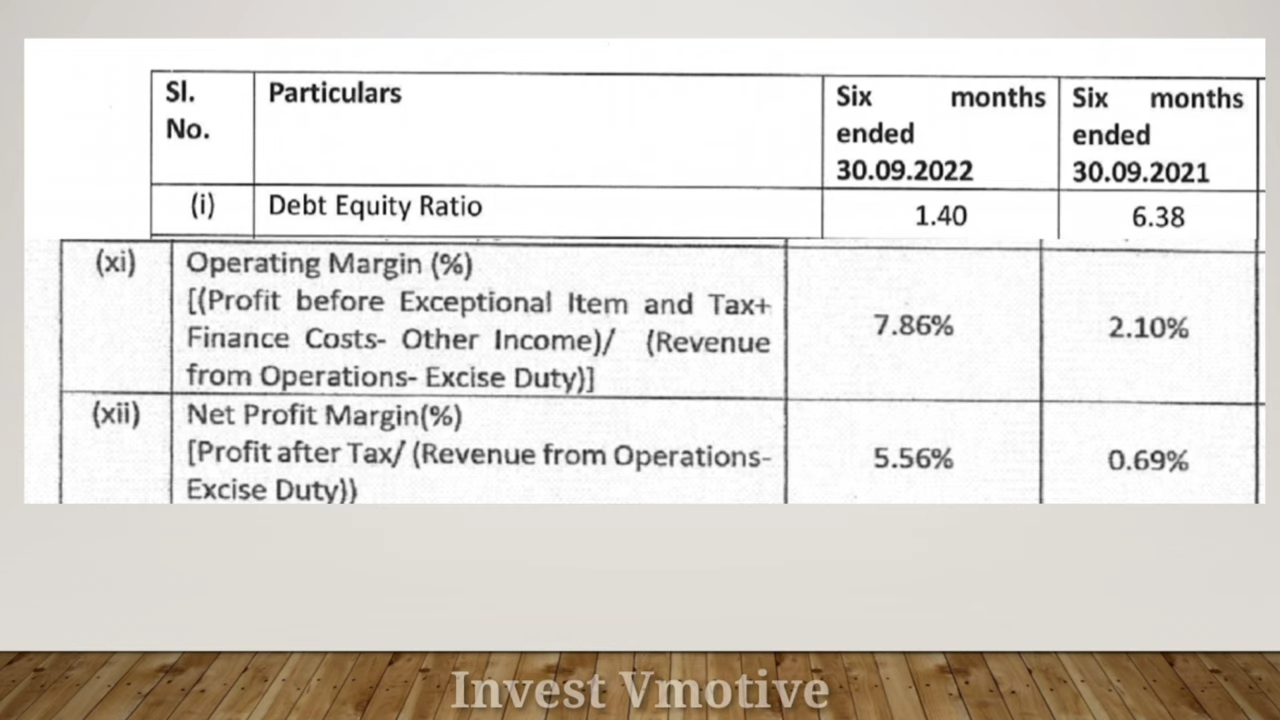 Sl. No. Particulars Six months ended 30.09.2022 Six months ended 30.09.2021
(i) Debt Equity Ratio 1.40 6.38
(xi) Operating Margin (%)
[(Profit before Exceptional Item and Tax+
Finance Costs- Other Income)/ (Revenue
from Operations- Excise Duty)]
7.86% 2.10%
(xii) Net Profit Margin(%)
[Profit after Tax/ (Revenue from Operations-
Excise Duty))
5.56% 0.69%
Invest Vmotive